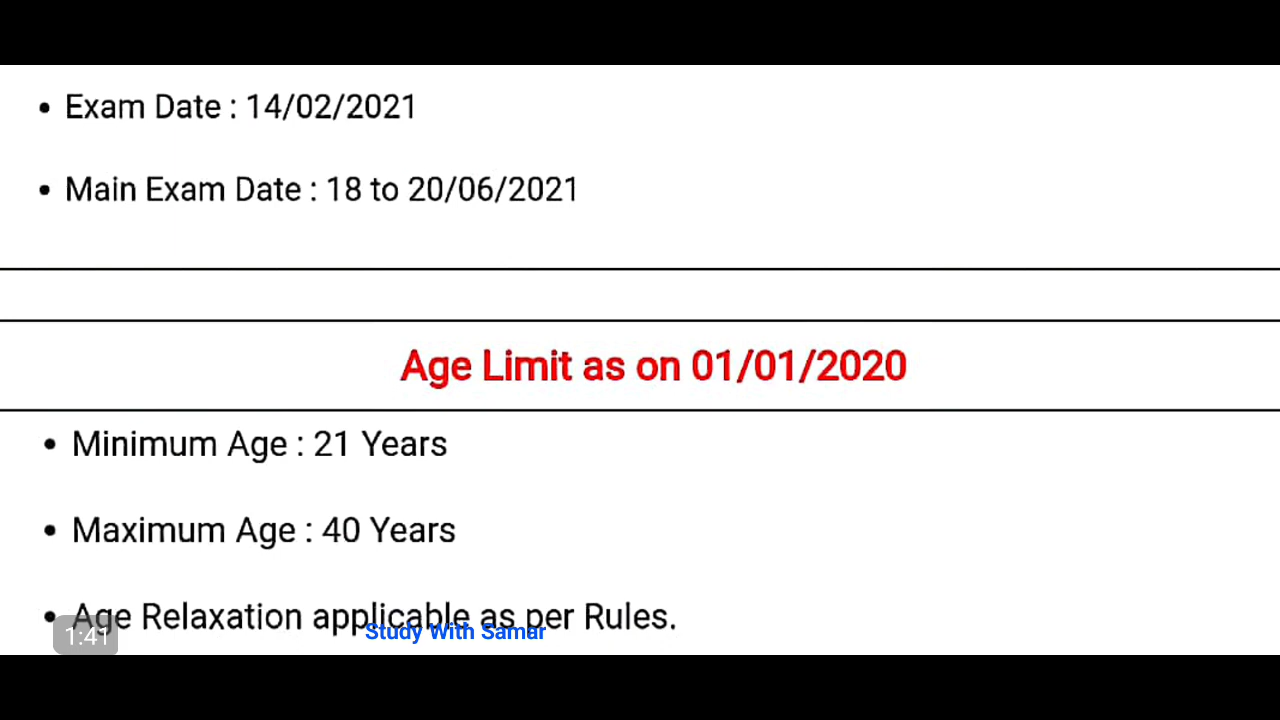 • Exam Date : 14/02/2021
• Main Exam Date : 18 to 20/06/2021
Age Limit as on 01/01/2020
• Minimum Age : 21 Years
• Maximum Age : 40 Years
• Age Relaxation applicable as per Rules.
1:41
Study With Samar